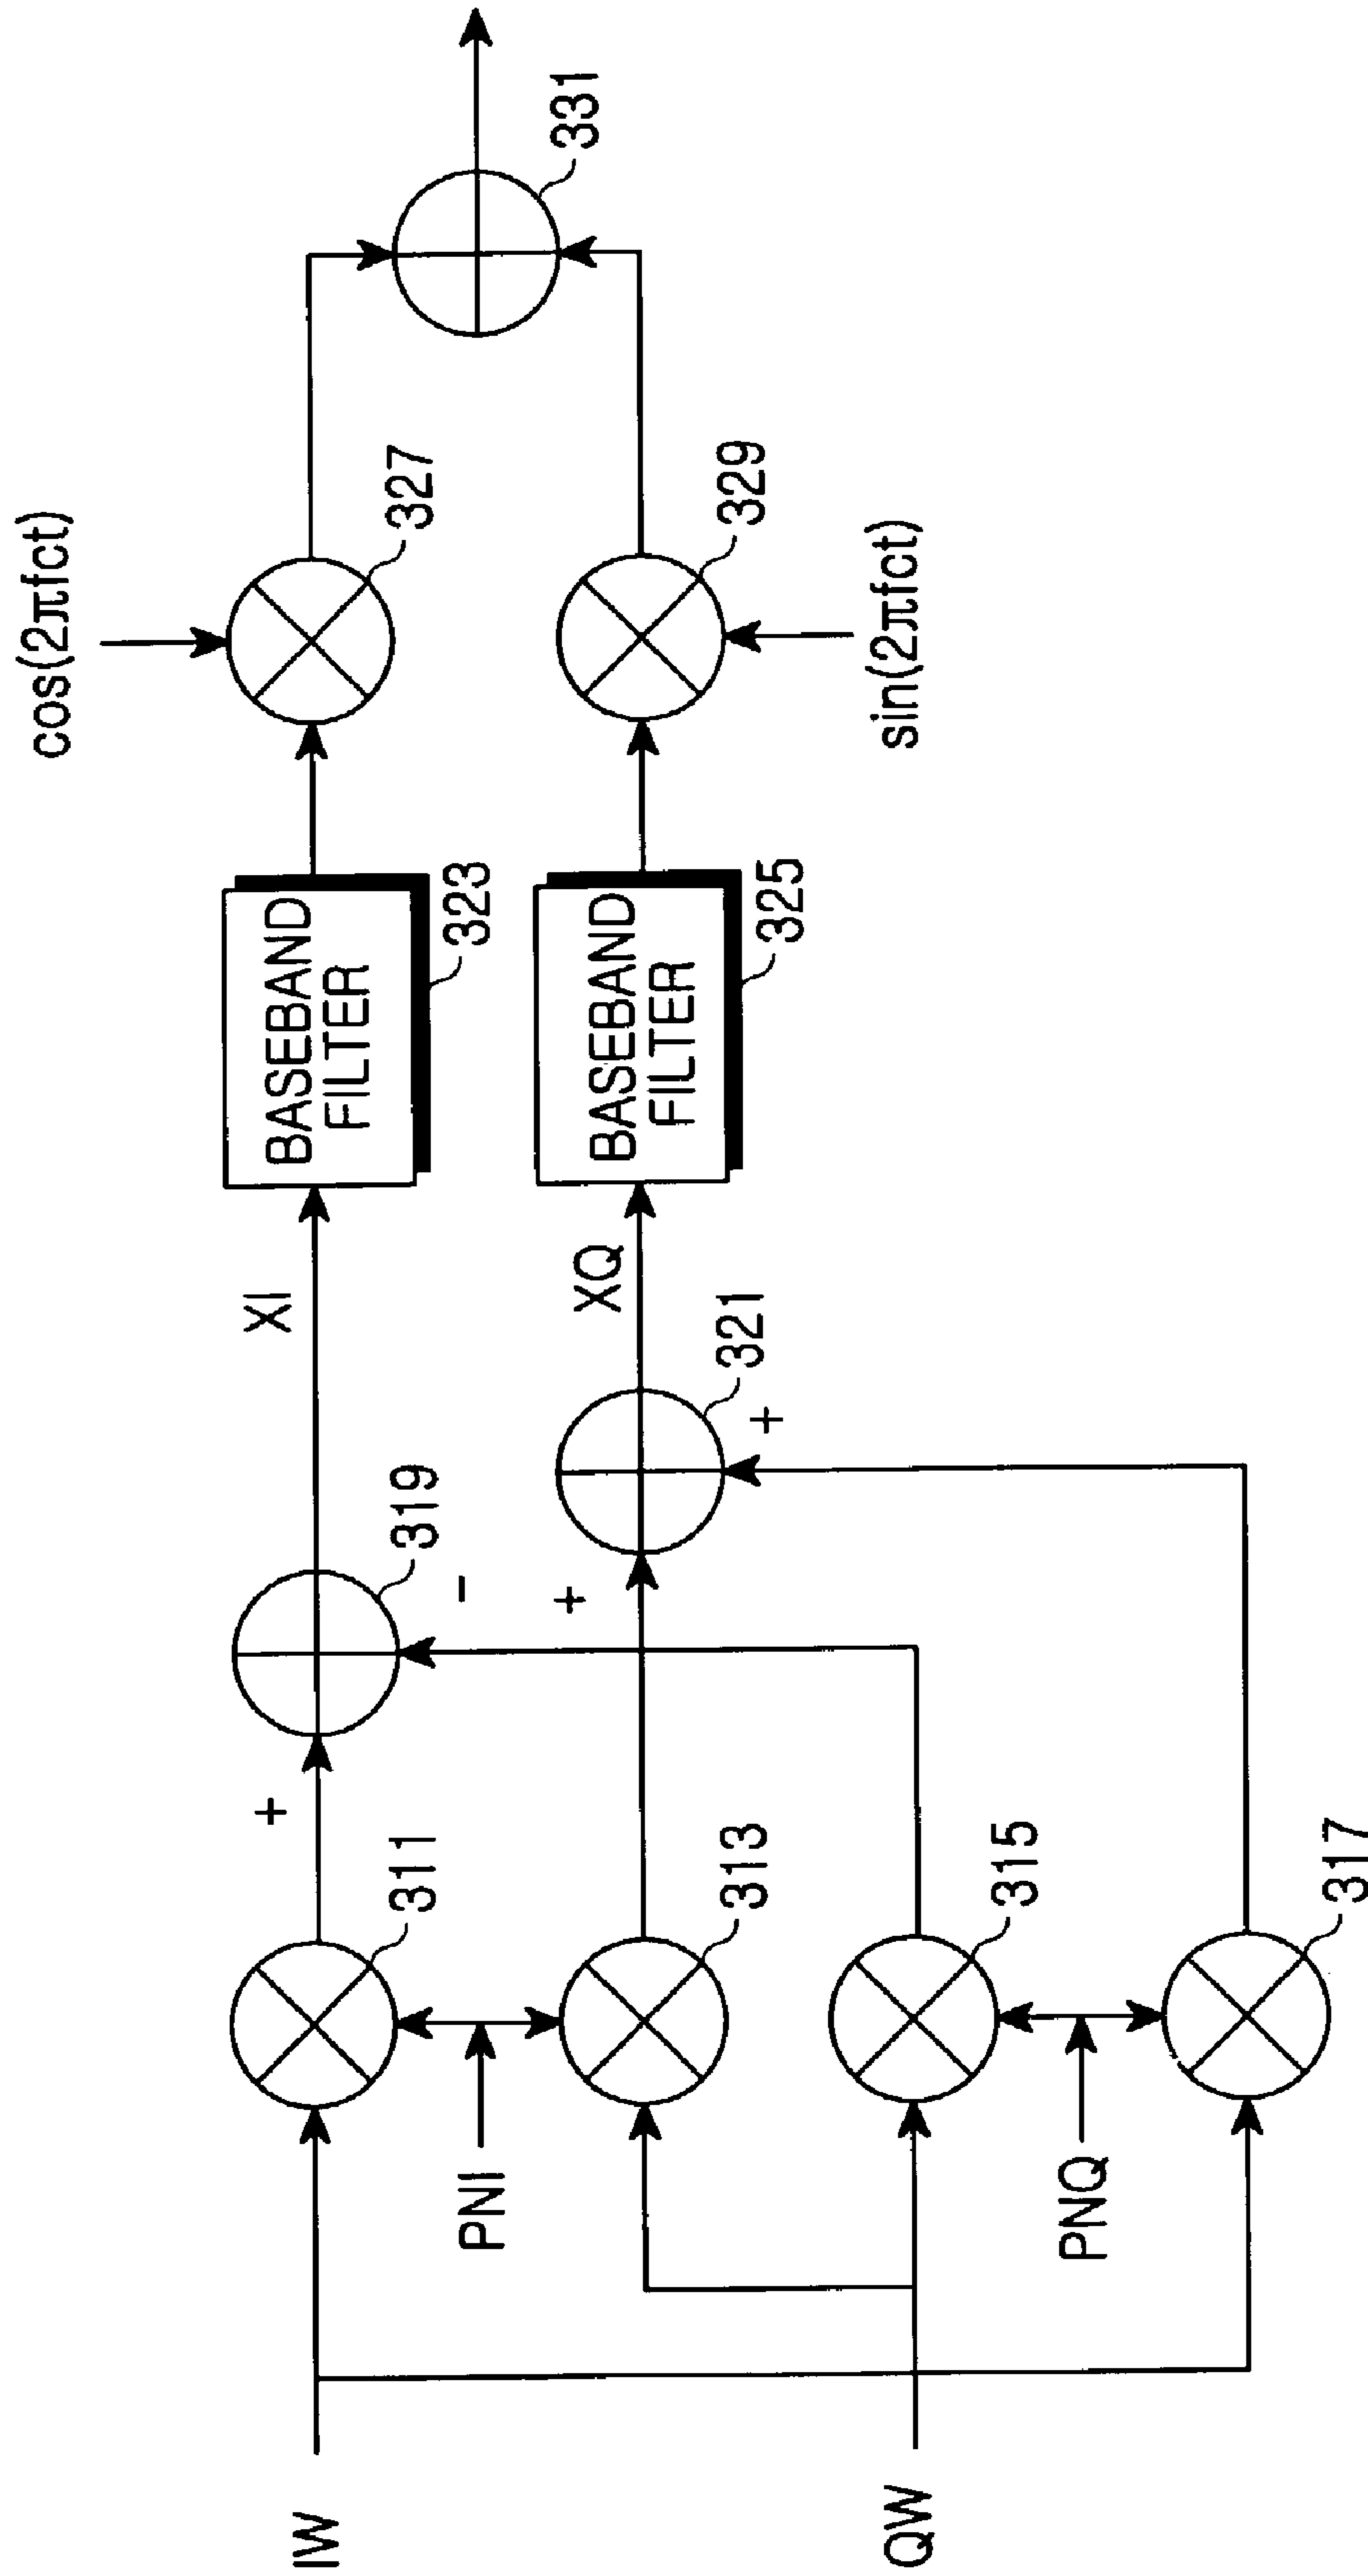 IW
QW
PNI
PNQ
311
313
315
317
+
-
+
+
319
321
XI
XQ
BASEBAND
FILTER
323
BASEBAND
FILTER
325
cos(2πfct)
327
329
sin(2πfct)
331